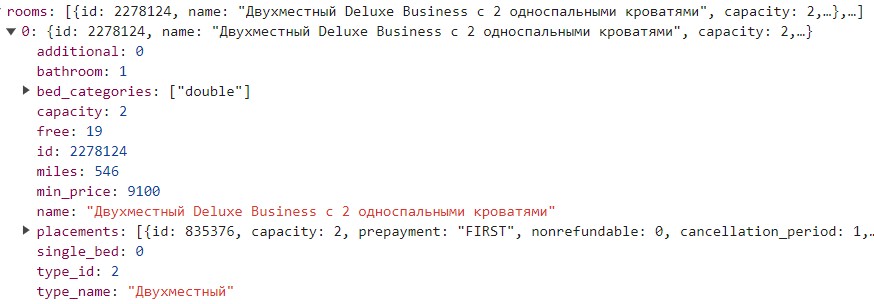 rooms: [{id: 2278124, name: "Двухместный Deluxe Business с 2 односпальными кроватями", capacity: 2,…},…]
0: {id: 2278124, name: "Двухместный Deluxe Business с 2 односпальными кроватями", capacity: 2,…}
additional: 0
bathroom: 1
bed_categories: ["double"]
capacity: 2
free: 19
id: 2278124
miles: 546
min_price: 9100
name: "Двухместный Deluxe Business с 2 односпальными кроватями"
placements: [{id: 835376, capacity: 2, prepayment: "FIRST", nonrefundable: 0, cancellation_period: 1,…
single_bed: 0
type_id: 2
type_name: "Двухместный"